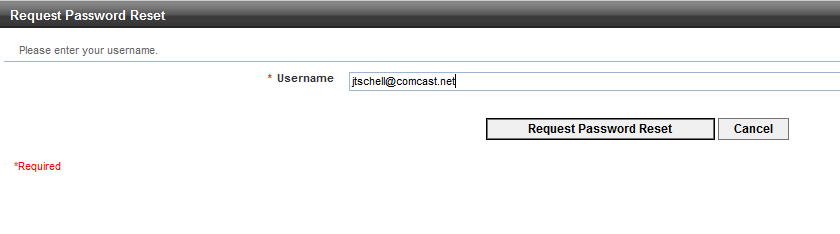 Request Password Reset
Please enter your username.
* Username jtschell@comcast.net
Request Password Reset Cancel
*Required